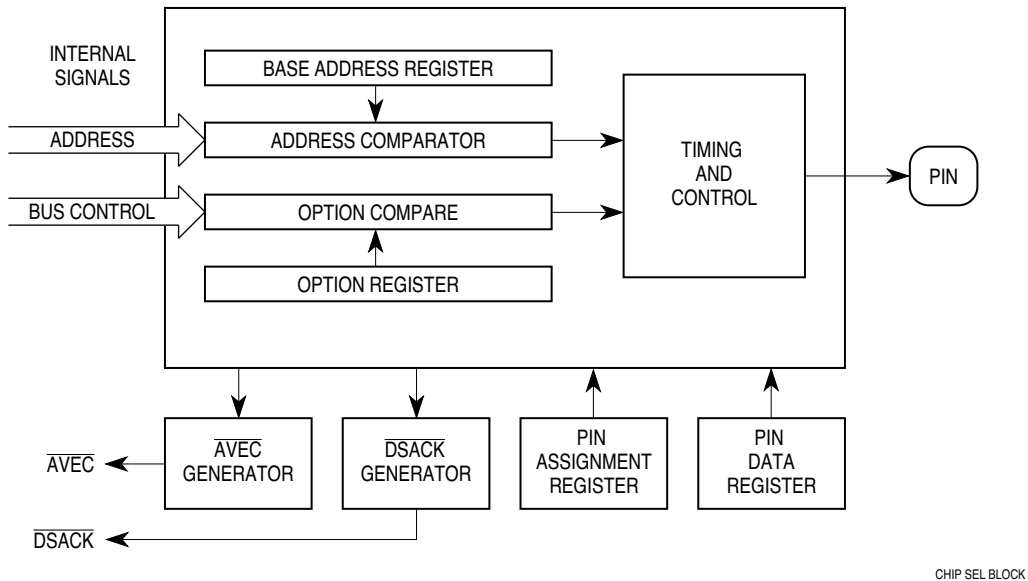 INTERNAL
SIGNALS
BASE ADDRESS REGISTER
ADDRESS
ADDRESS COMPARATOR
TIMING
AND
CONTROL
PIN
BUS CONTROL
OPTION COMPARE
OPTION REGISTER
AVEC
AVEC
GENERATOR
DSACK
GENERATOR
PIN
ASSIGNMENT
REGISTER
PIN
DATA
REGISTER
DSACK
CHIP SEL BLOCK